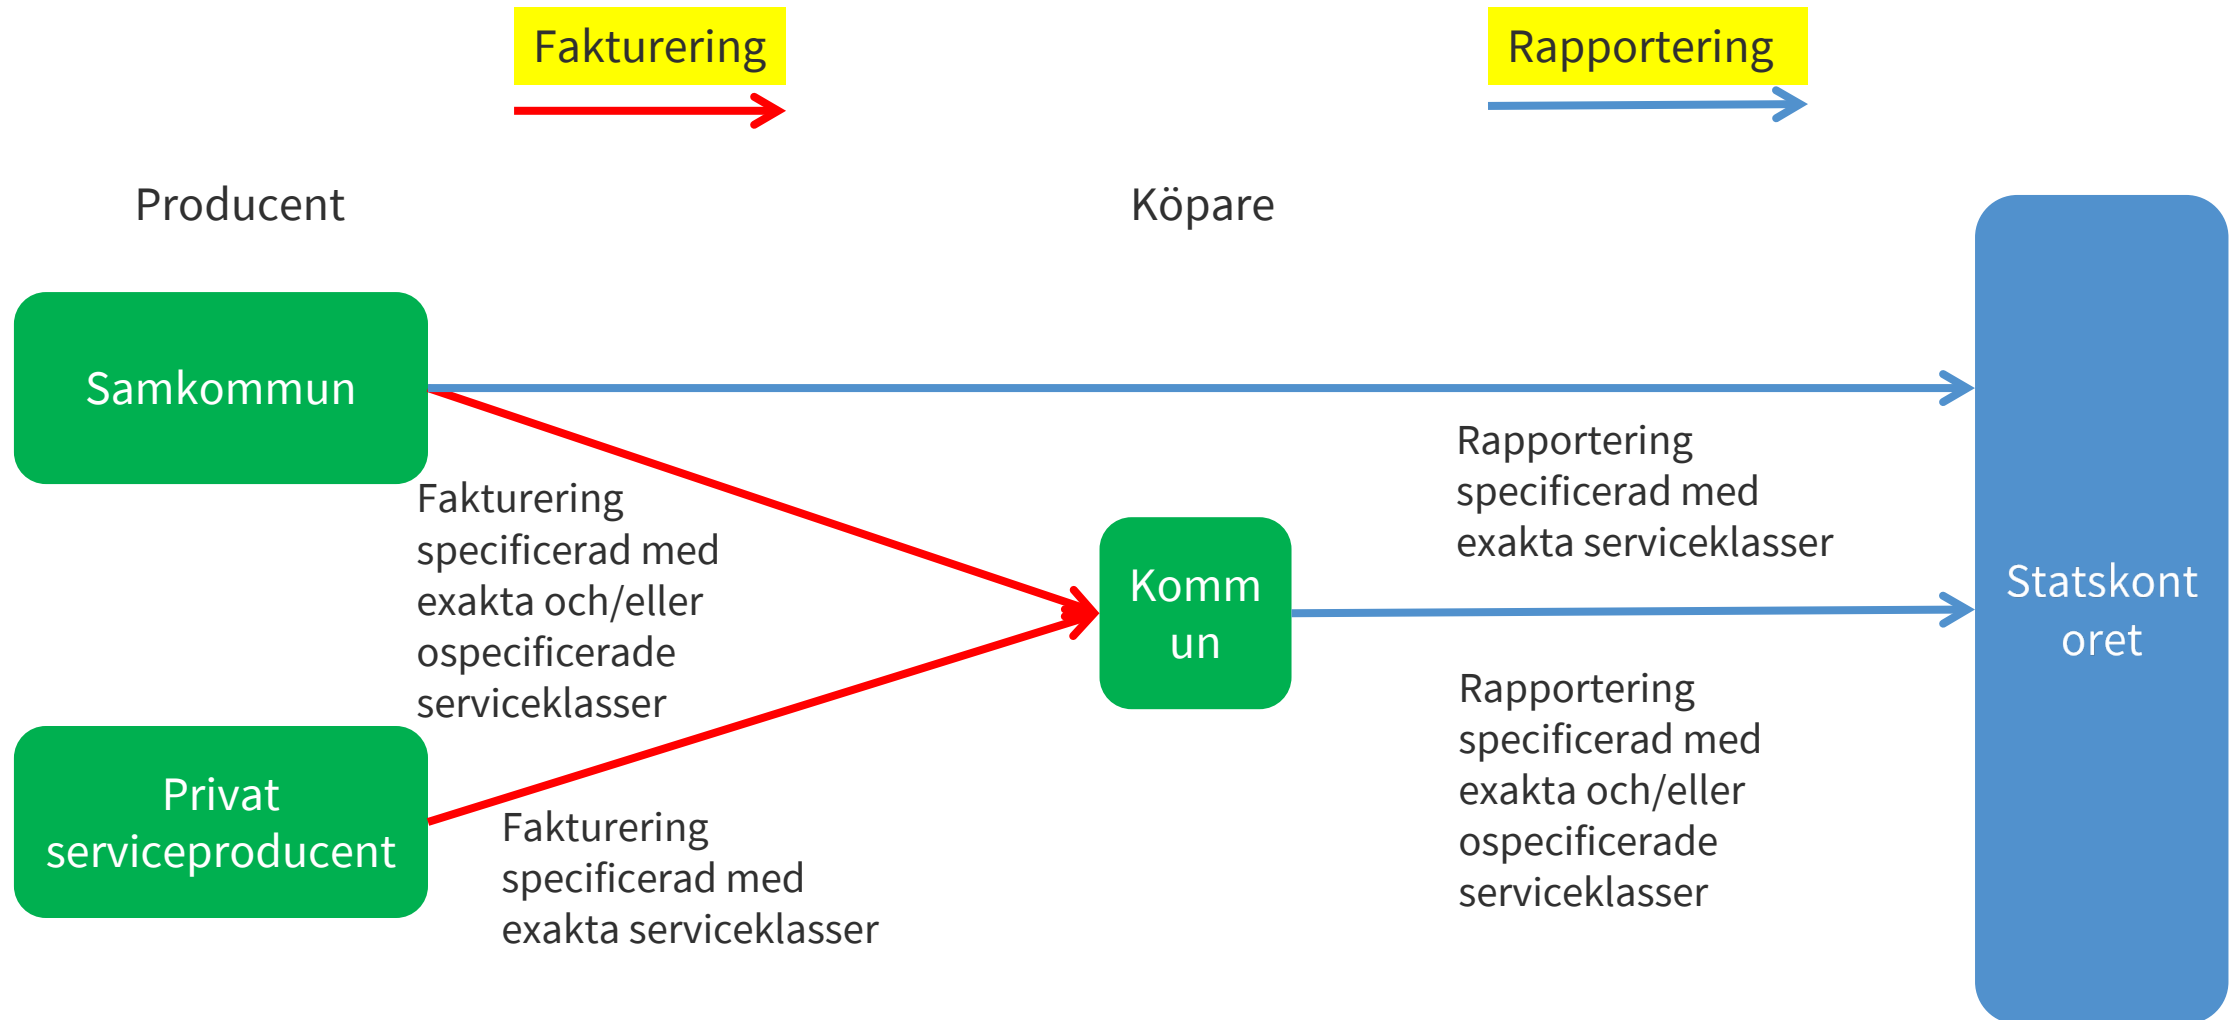 Fakturering
Rapportering
Producent
Köpare
Samkommun
Rapportering
specificerad med
exakta serviceklasser
Fakturering
specificerad med
exakta och/eller
ospecificerade
serviceklasser
Komm
un
Statskont
oret
Rapportering
specificerad med
exakta och/eller
ospecificerade
serviceklasser
Privat
serviceproducent
Fakturering
specificerad med
exakta serviceklasser